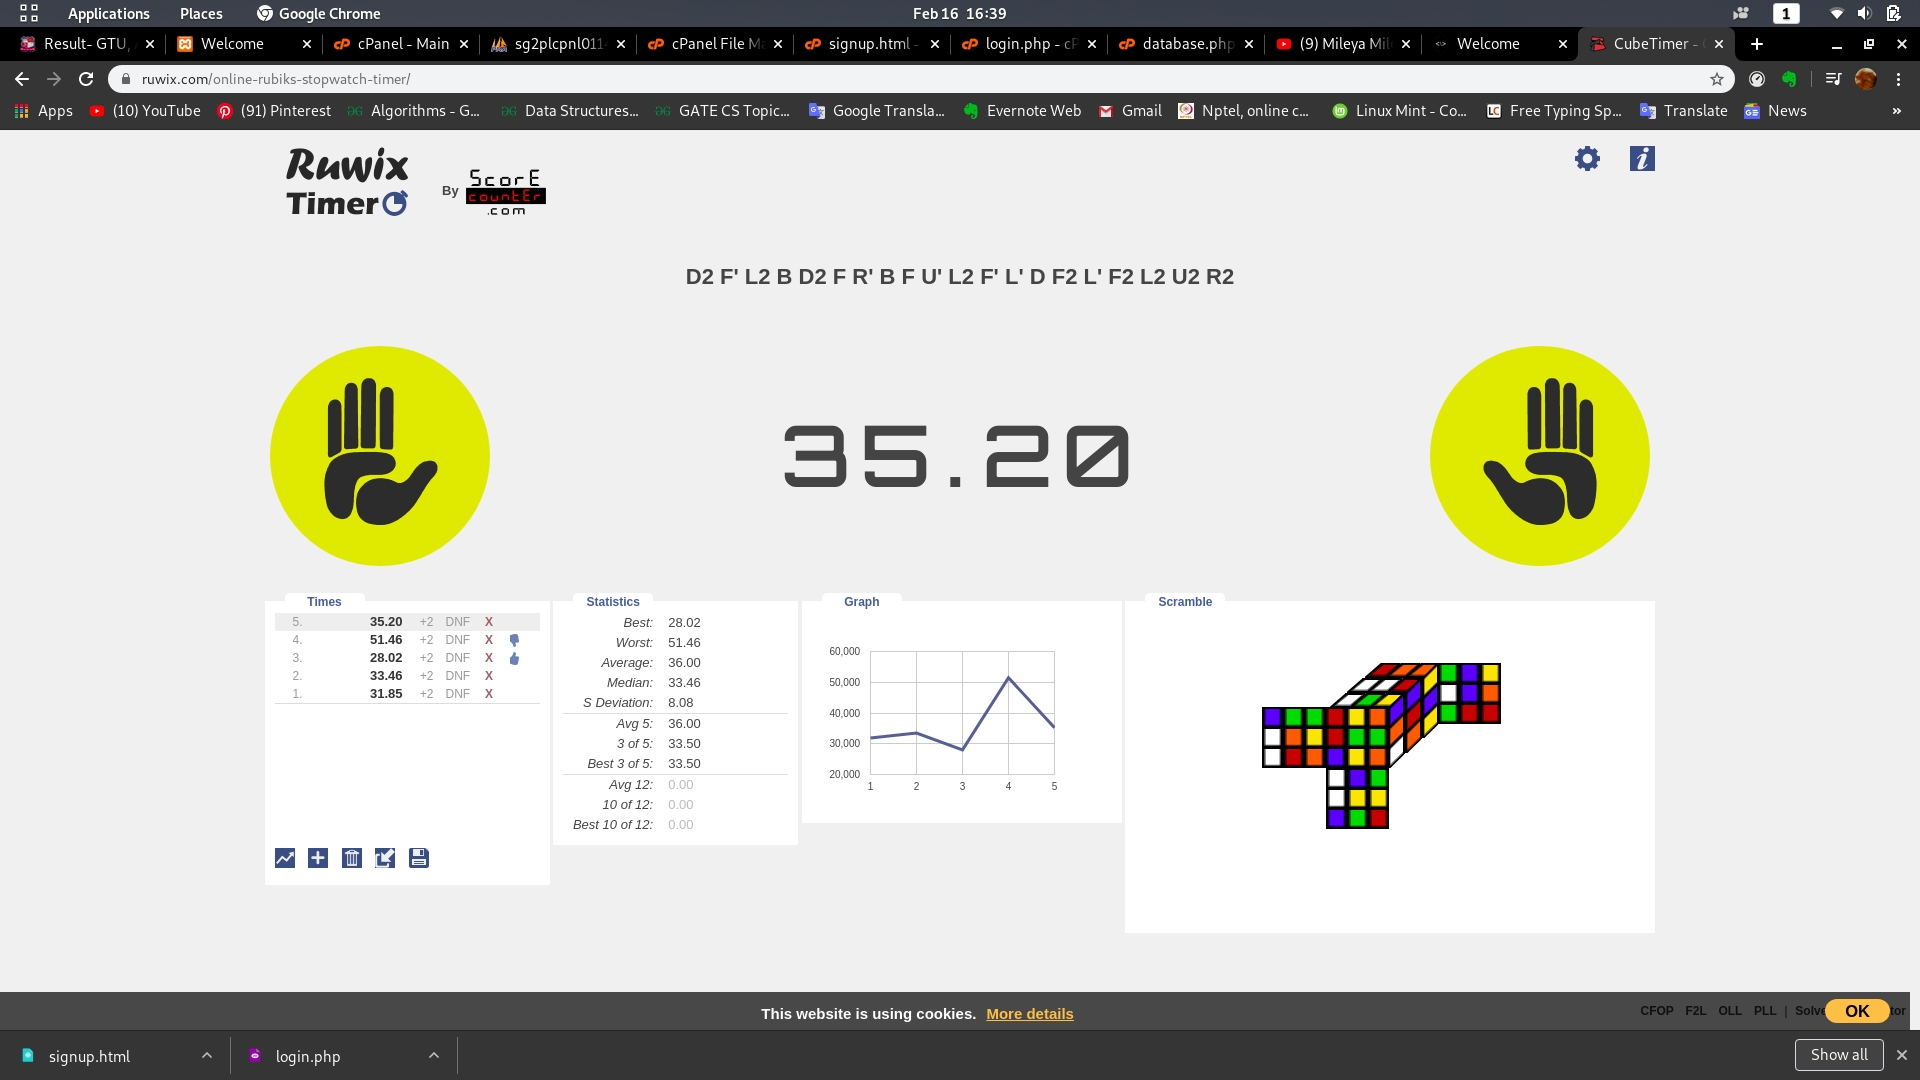 Applications Places Google Chrome Feb 16 16:39 1
Result- GTU, Welcome cPanel - Main sg2plcpnl011 cPanel File Ma signup.html - login.php - cP database.php (9) Mileya Mil Welcome CubeTimer -
ruwix.com/online-rubiks-stopwatch-timer/
Apps (10) YouTube (91) Pinterest Algorithms - G... Data Structures... GATE CS Topic... Google Transla... Evernote Web Gmail Nptel, online c... Linux Mint - Co... Free Typing Sp... Translate News »
Ruwix
Timer
By
ScorE
countEr
.com
D2 F' L2 B D2 F R' B F U' L2 F' L' D F2 L' F2 L2 U2 R2
35.20
Times
5. 35.20 +2 DNF X
4. 51.46 +2 DNF X
3. 28.02 +2 DNF X
2. 33.46 +2 DNF X
1. 31.85 +2 DNF X
Statistics
Best: 28.02
Worst: 51.46
Average: 36.00
Median: 33.46
S Deviation: 8.08
Avg 5: 36.00
3 of 5: 33.50
Best 3 of 5: 33.50
Avg 12: 0.00
10 of 12: 0.00
Best 10 of 12: 0.00
Graph
60,000
50,000
40,000
30,000
20,000
1 2 3 4 5
Scramble
This website is using cookies. More details
CFOP F2L OLL PLL | Solve OK tor
signup.html login.php Show all